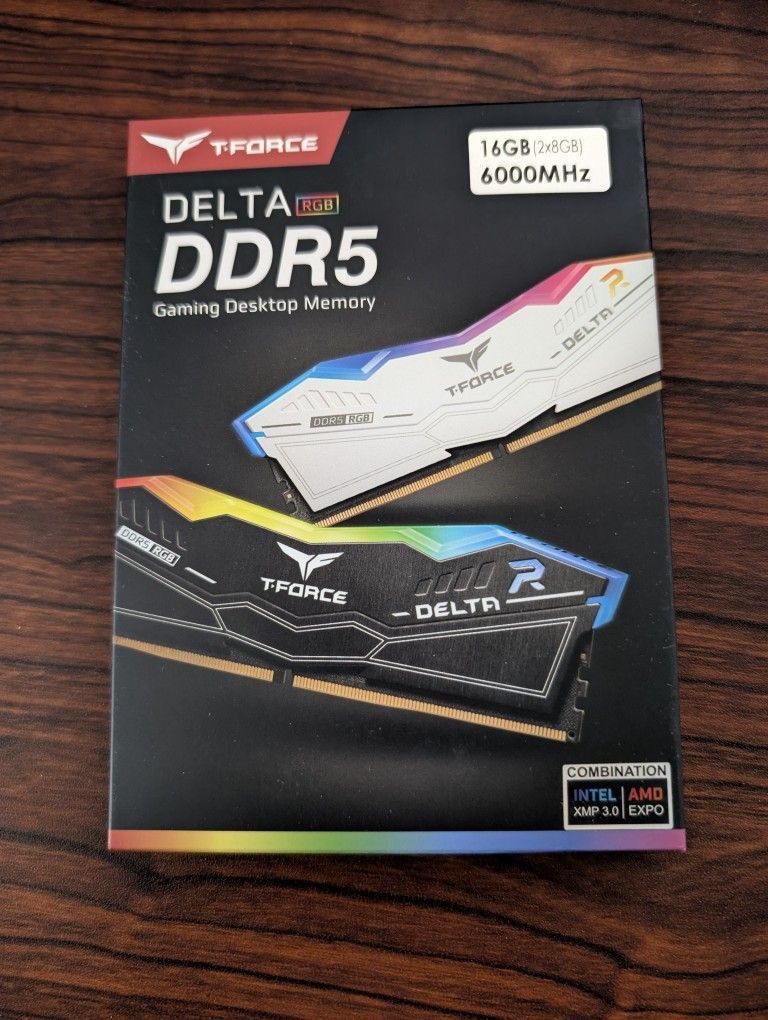 T-FORCE
16GB(2x8GB)
6000MHz
DELTA RGB
DDR5
Gaming Desktop Memory
R
DELTA
T-FORCE
DDR5 RGB
DDR5 RGB
T-FORCE
R
DELTA
COMBINATION
INTEL | AMD
XMP 3.0 | EXPO